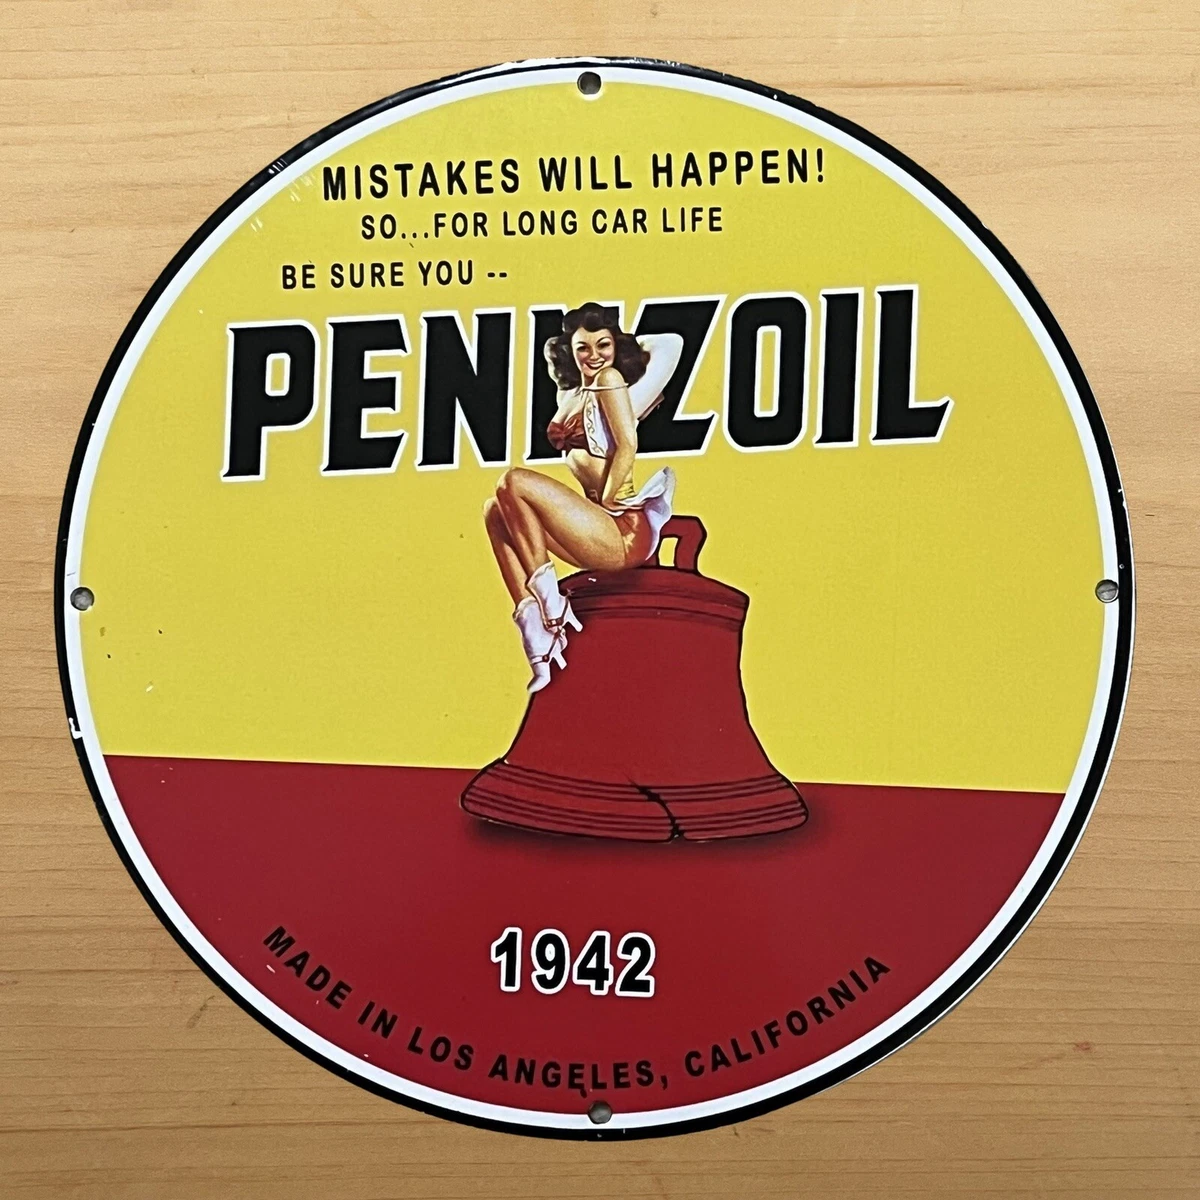 MISTAKES WILL HAPPEN!
SO...FOR LONG CAR LIFE
BE SURE YOU --
PENNZOIL
1942
MADE IN LOS ANGELES, CALIFORNIA